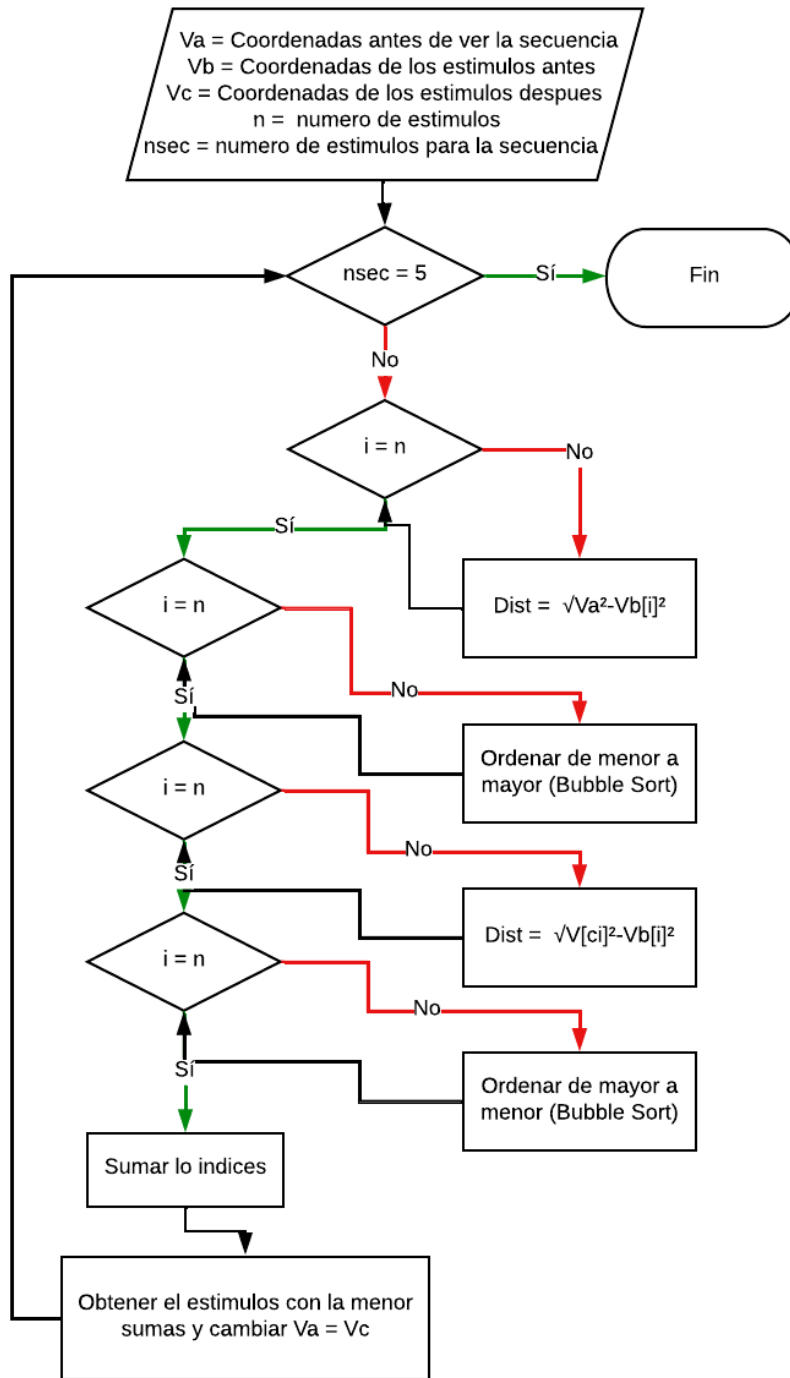 Va = Coordenadas antes de ver la secuencia
Vb = Coordenadas de los estimulos antes
Vc = Coordenadas de los estimulos despues
n =  numero de estimulos
nsec = numero de estimulos para la secuencia
nsec = 5
Sí
Fin
No
i = n
No
Sí
i = n
Dist =  √Va²-Vb[i]²
No
Sí
Ordenar de menor a
mayor (Bubble Sort)
i = n
No
Sí
Dist =  √V[ci]²-Vb[i]²
i = n
No
Sí
Ordenar de mayor a
menor (Bubble Sort)
Sumar lo indices
Obtener el estimulos con la menor
sumas y cambiar Va = Vc